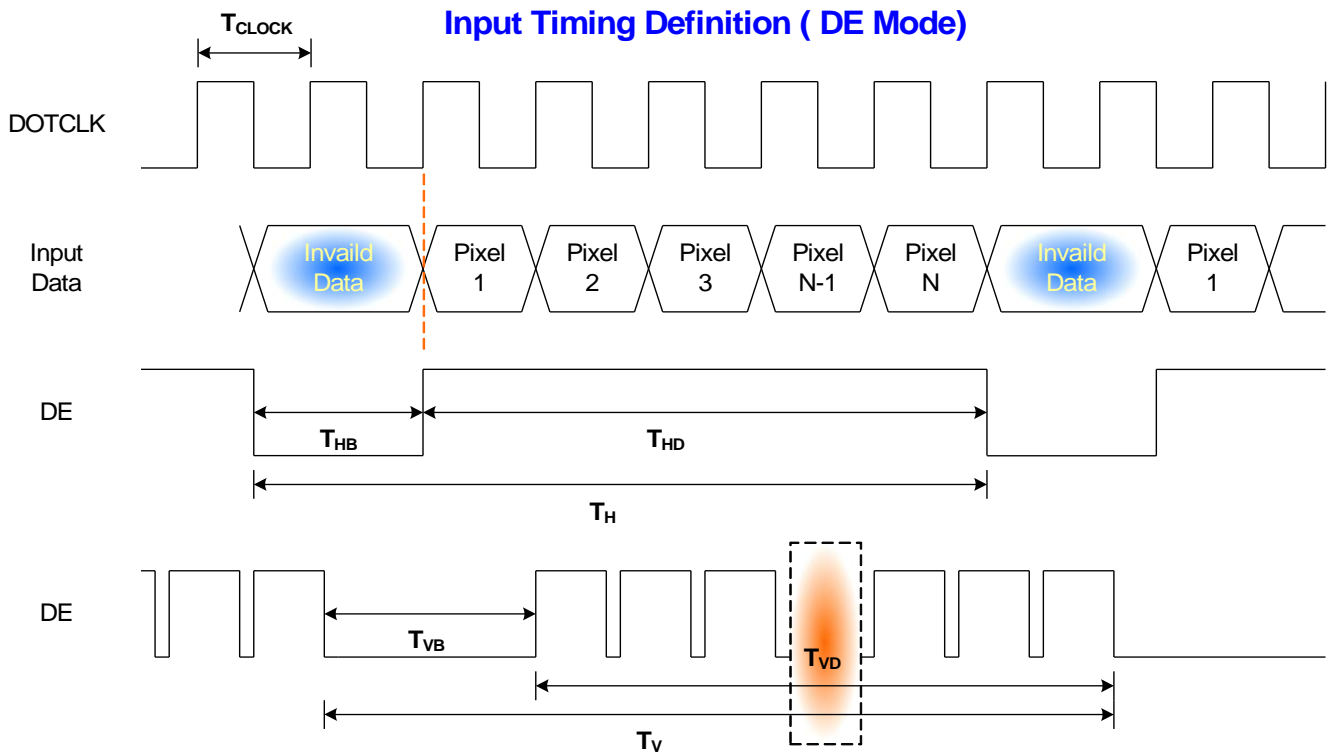 Input Timing Definition ( DE Mode)
TCLOCK
DOTCLK
Input
Data
Invaild
Data
Pixel
1
Pixel
2
Pixel
3
Pixel
N-1
Pixel
N
Invaild
Data
Pixel
1
DE
THB
THD
TH
DE
TVB
TVD
TV